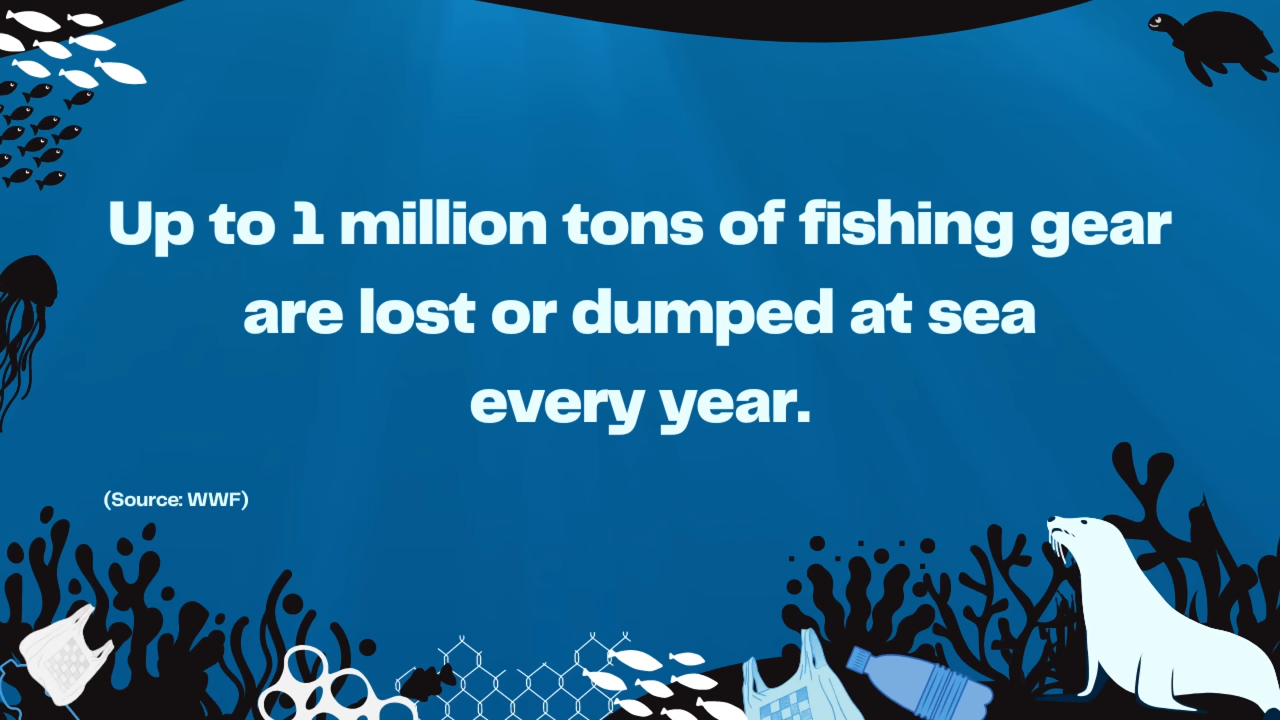 Up to 1 million tons of fishing gear
are lost or dumped at sea
every year.
(Source: WWF)